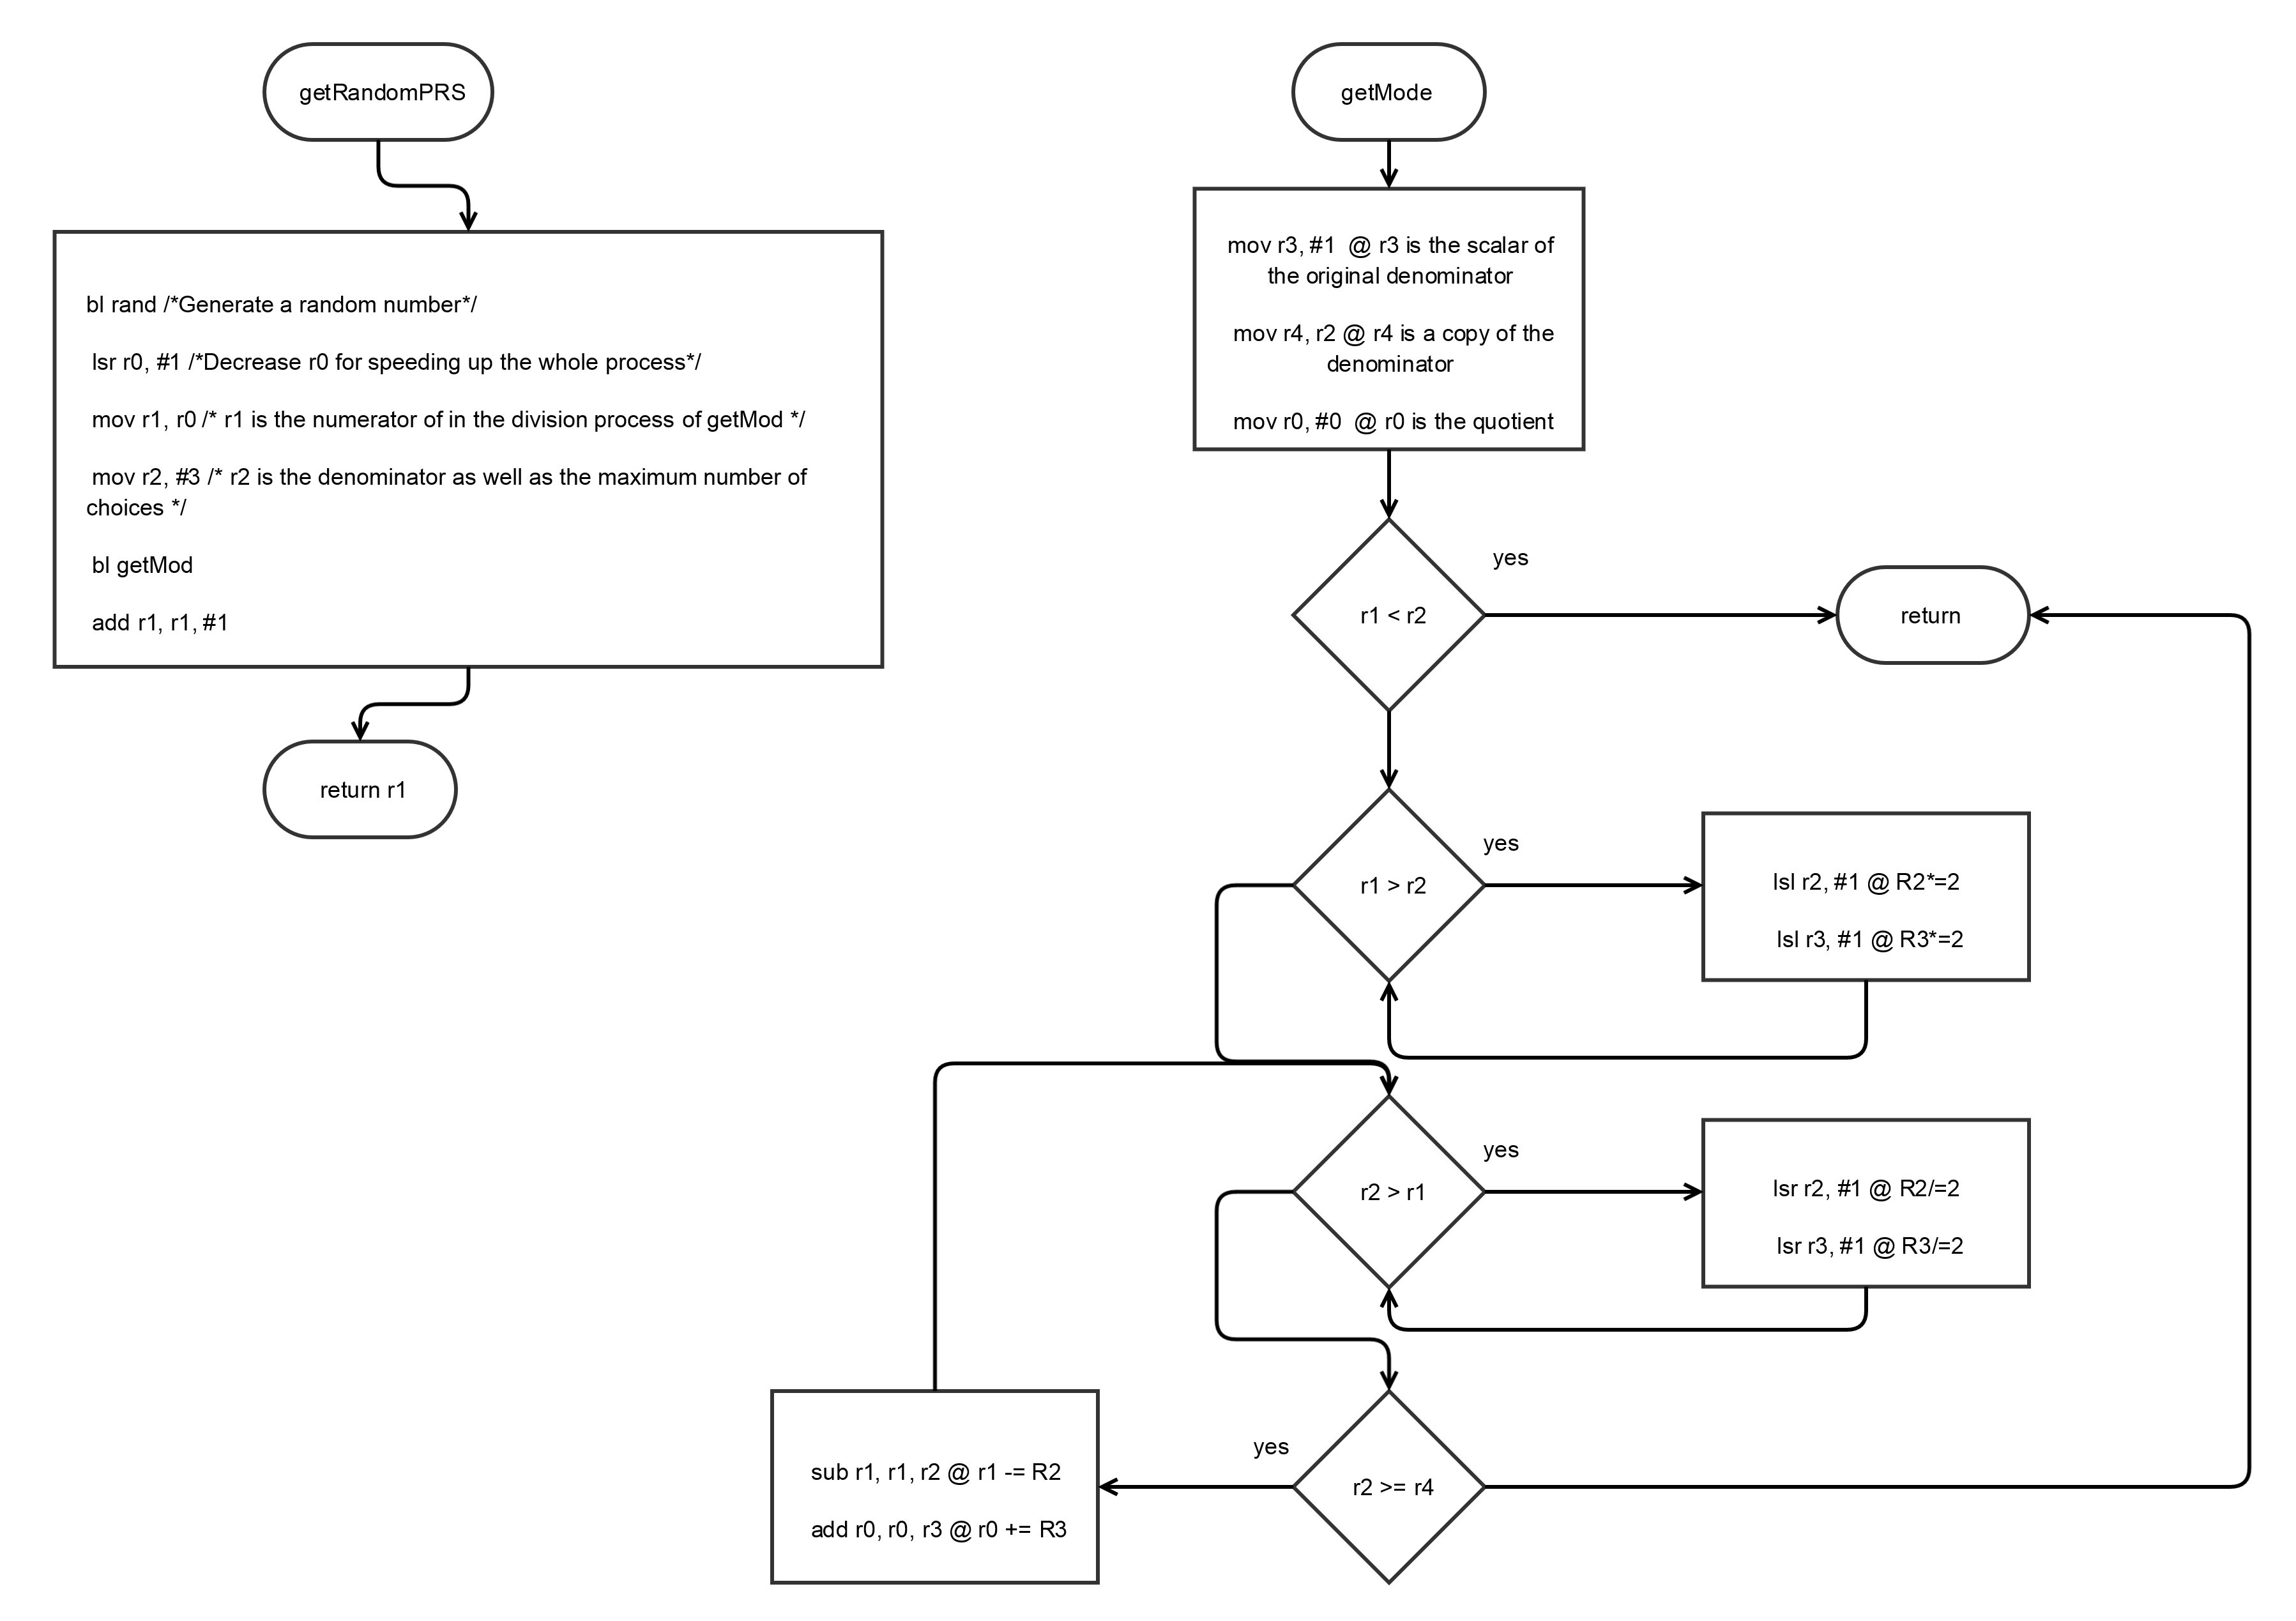 getRandomPRS
bl rand /*Generate a random number*/
lsr r0, #1 /*Decrease r0 for speeding up the whole process*/
mov r1, r0 /* r1 is the numerator of in the division process of getMod */
mov r2, #3 /* r2 is the denominator as well as the maximum number of
choices */
bl getMod
add r1, r1, #1
return r1
getMode
mov r3, #1  @ r3 is the scalar of
the original denominator
mov r4, r2 @ r4 is a copy of the
denominator
mov r0, #0  @ r0 is the quotient
r1 < r2
yes
return
r1 > r2
yes
lsl r2, #1 @ R2*=2
lsl r3, #1 @ R3*=2
r2 > r1
yes
lsr r2, #1 @ R2/=2
lsr r3, #1 @ R3/=2
r2 >= r4
yes
sub r1, r1, r2 @ r1 -= R2
add r0, r0, r3 @ r0 += R3